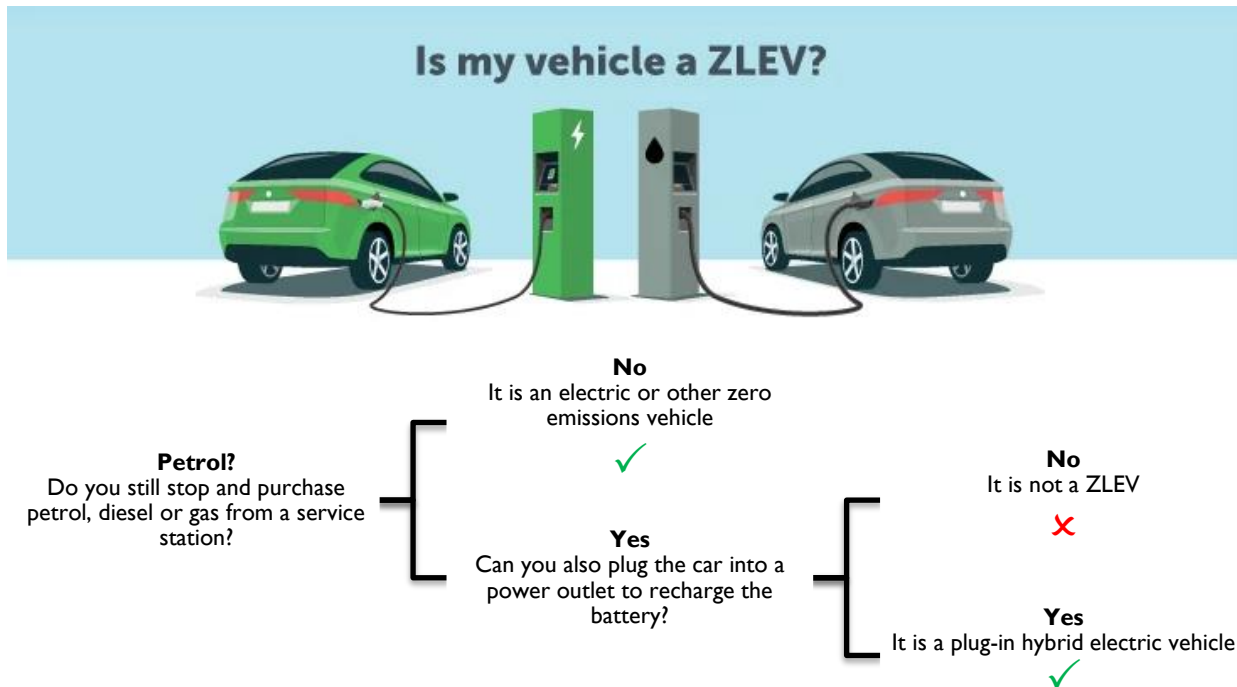 Is my vehicle a ZLEV?
No
It is an electric or other zero
emissions vehicle
Petrol?
Do you still stop and purchase
petrol, diesel or gas from a service
station?
Yes
Can you also plug the car into a
power outlet to recharge the
battery?
No
It is not a ZLEV
Yes
It is a plug-in hybrid electric vehicle